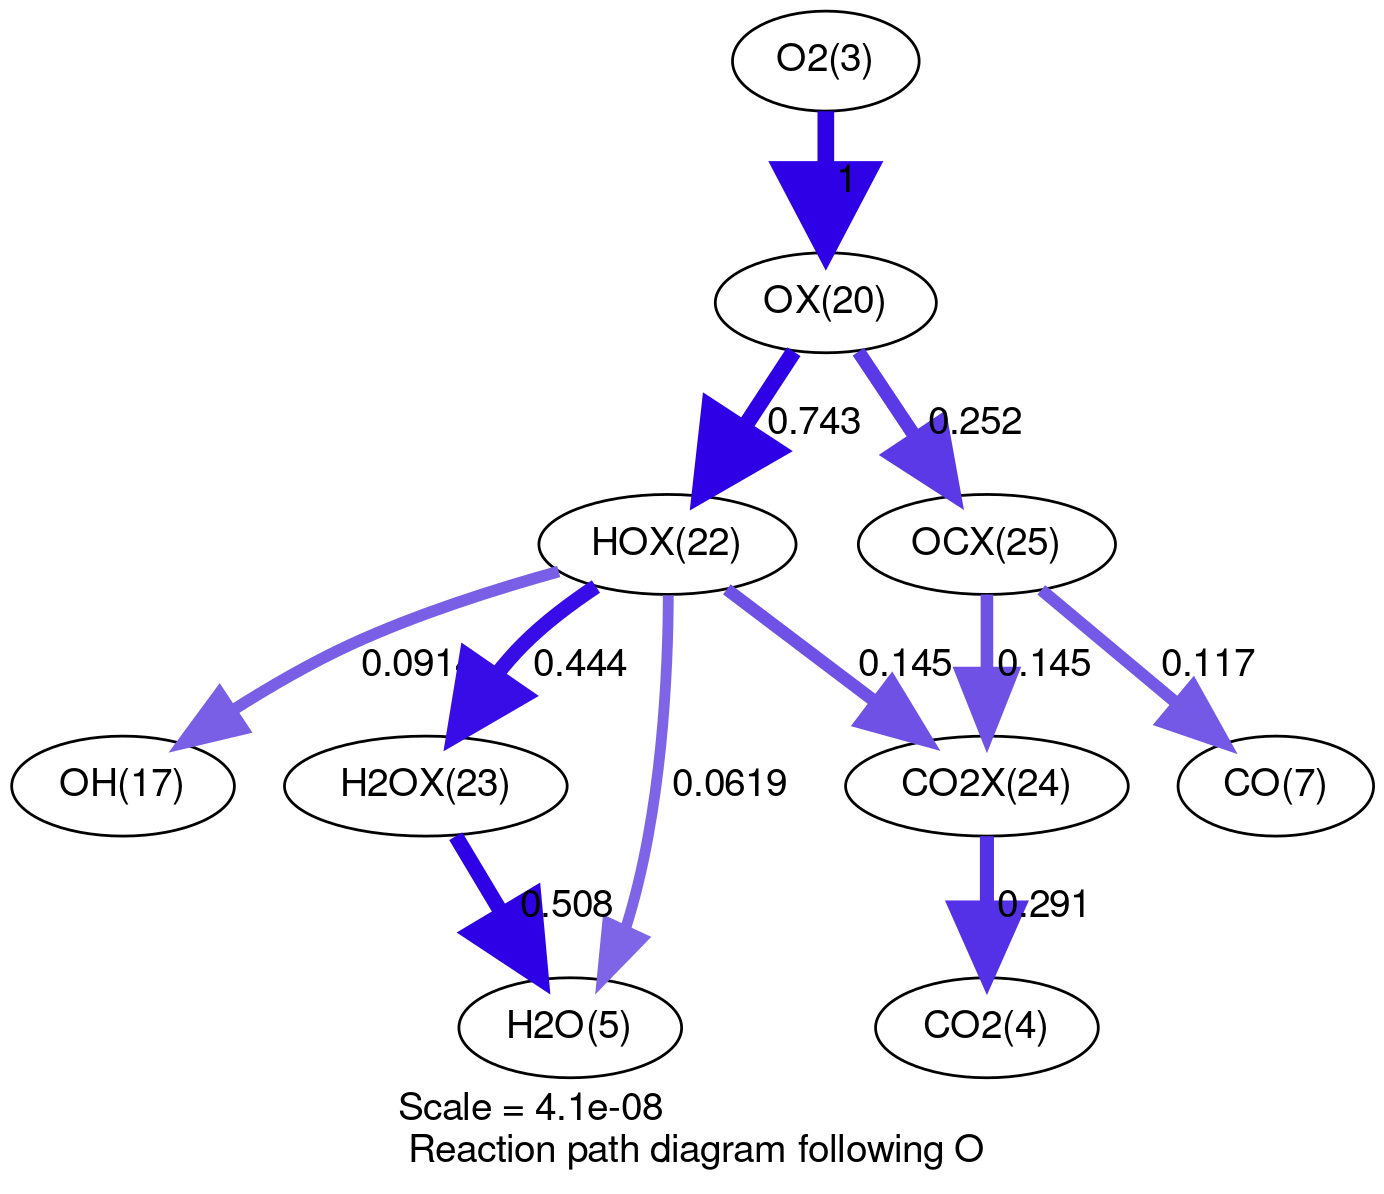 O2(3)
1
OX(20)
0.743
0.252
HOX(22)
OCX(25)
0.444
0.145
0.145
0.117
OH(17)
H2OX(23)
0.0619
CO2X(24)
CO(7)
0.508
0.291
H2O(5)
CO2(4)
Scale = 4.1e-08
Reaction path diagram following O